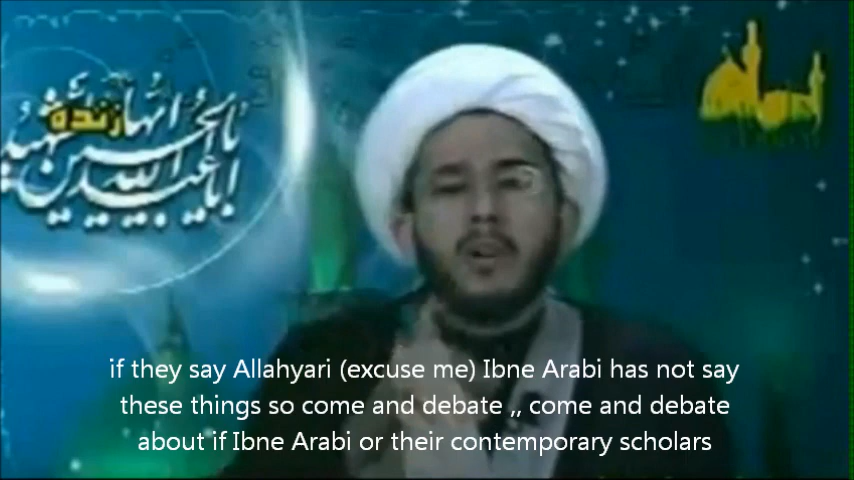 زنده
if they say Allahyari (excuse me) Ibne Arabi has not say
these things so come and debate ,, come and debate
about if Ibne Arabi or their contemporary scholars